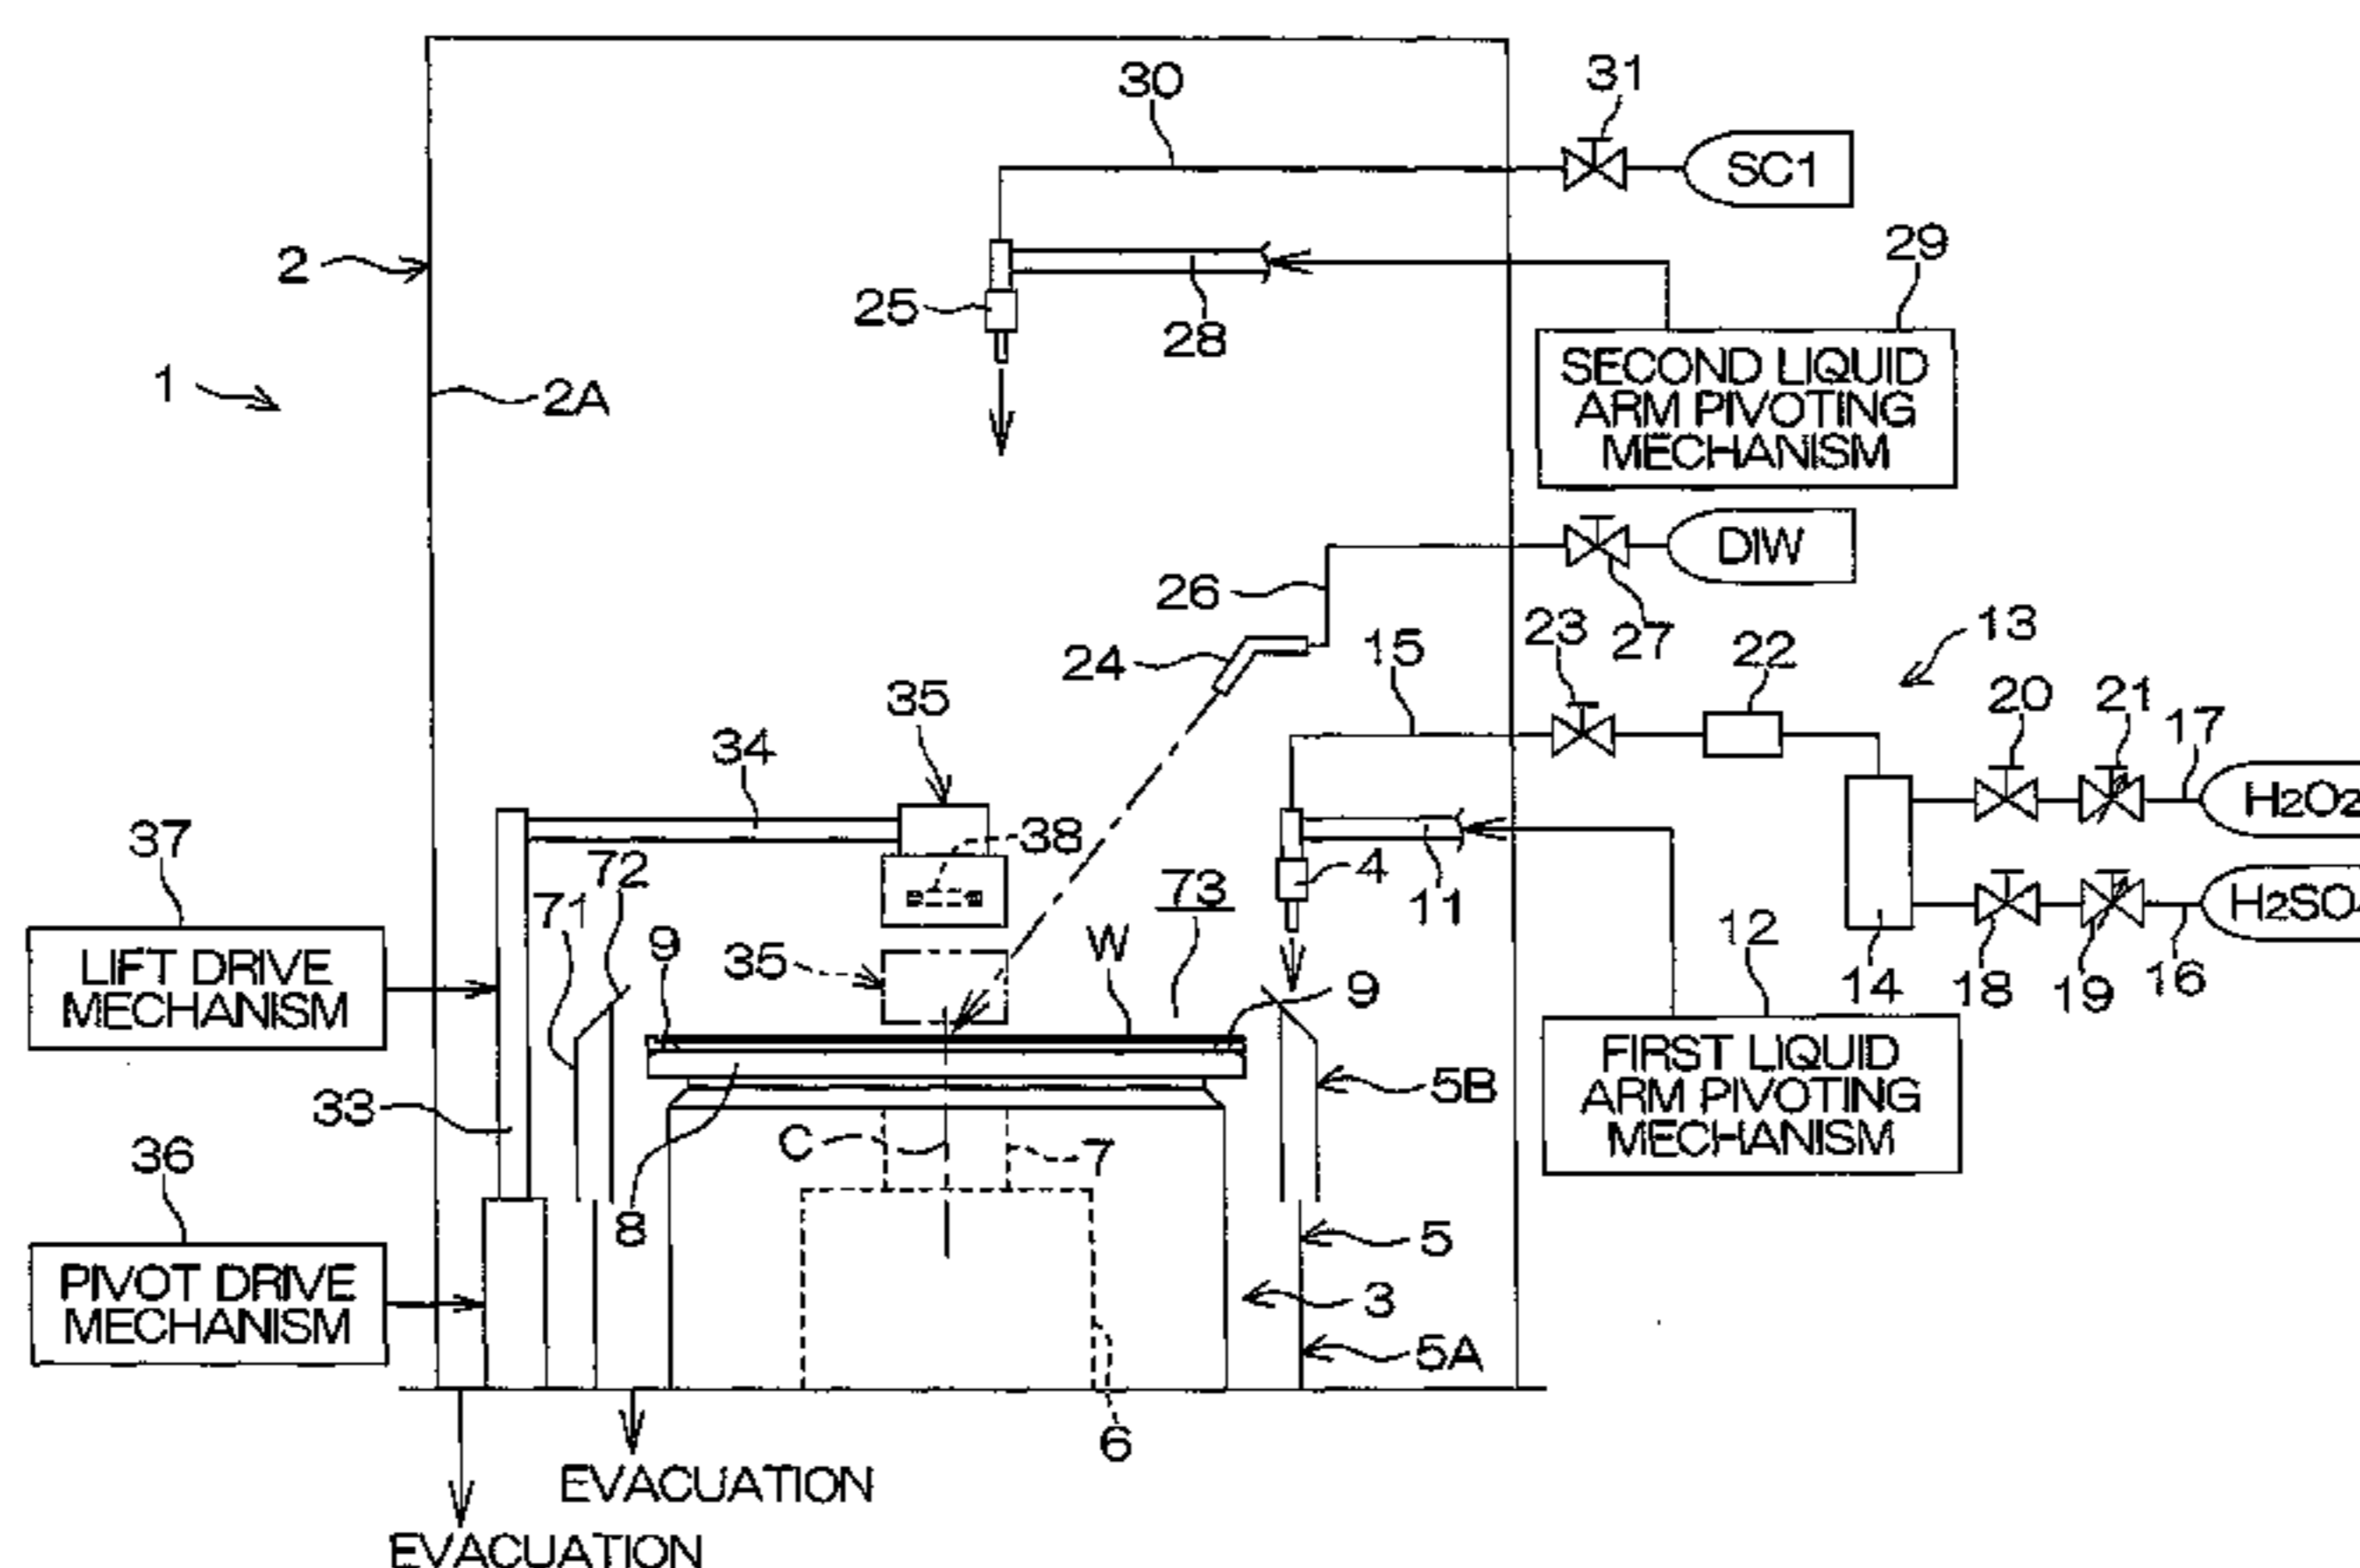 30
31
SC1
2
25
28
29
1
2A
SECOND LIQUID
ARM PIVOTING
MECHANISM
DIW
26
24
15
23
27
22
13
35
34
20
21
17
H2O2
37
72
71
38
4
11
73
12
H2SO4
LIFT DRIVE
MECHANISM
9
35
W
9
14
18
19
16
FIRST LIQUID
ARM PIVOTING
MECHANISM
33
5B
C
7
36
8
5
PIVOT DRIVE
MECHANISM
3
5A
6
EVACUATION
EVACUATION